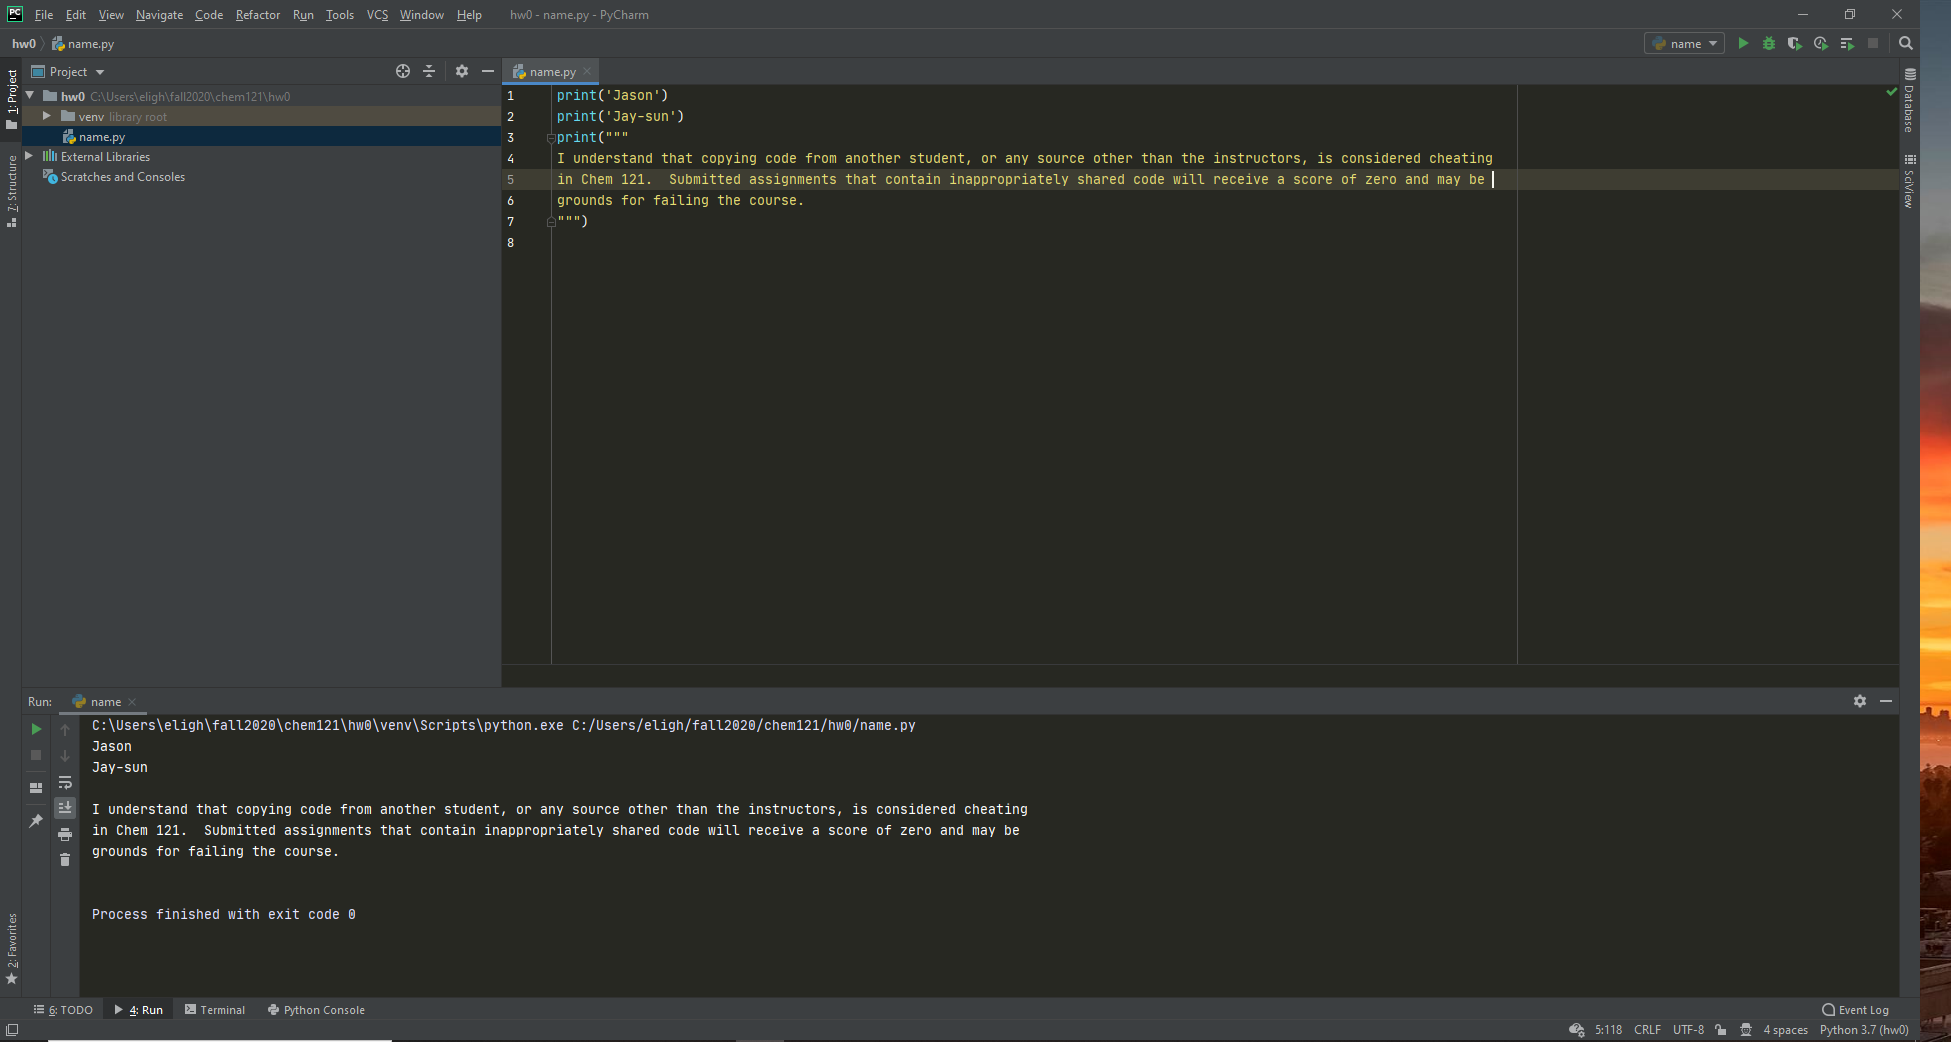 PC File Edit View Navigate Code Refactor Run Tools VCS Window Help hw0 - name.py - PyCharm
hw0 name.py name
1: Project
Project
hw0 C:\Users\eligh\fall2020\chem121\hw0
venv library root
name.py
External Libraries
Scratches and Consoles
7: Structure
name.py
1 print('Jason')
2 print('Jay-sun')
3 print("""
4 I understand that copying code from another student, or any source other than the instructors, is considered cheating
5 in Chem 121.  Submitted assignments that contain inappropriately shared code will receive a score of zero and may be
6 grounds for failing the course.
7 """)
8
Database
SciView
Run: name
C:\Users\eligh\fall2020\chem121\hw0\venv\Scripts\python.exe C:/Users/eligh/fall2020/chem121/hw0/name.py
Jason
Jay-sun
I understand that copying code from another student, or any source other than the instructors, is considered cheating
in Chem 121.  Submitted assignments that contain inappropriately shared code will receive a score of zero and may be
grounds for failing the course.
Process finished with exit code 0
2: Favorites
6: TODO 4: Run Terminal Python Console Event Log
5:118 CRLF UTF-8 4 spaces Python 3.7 (hw0)